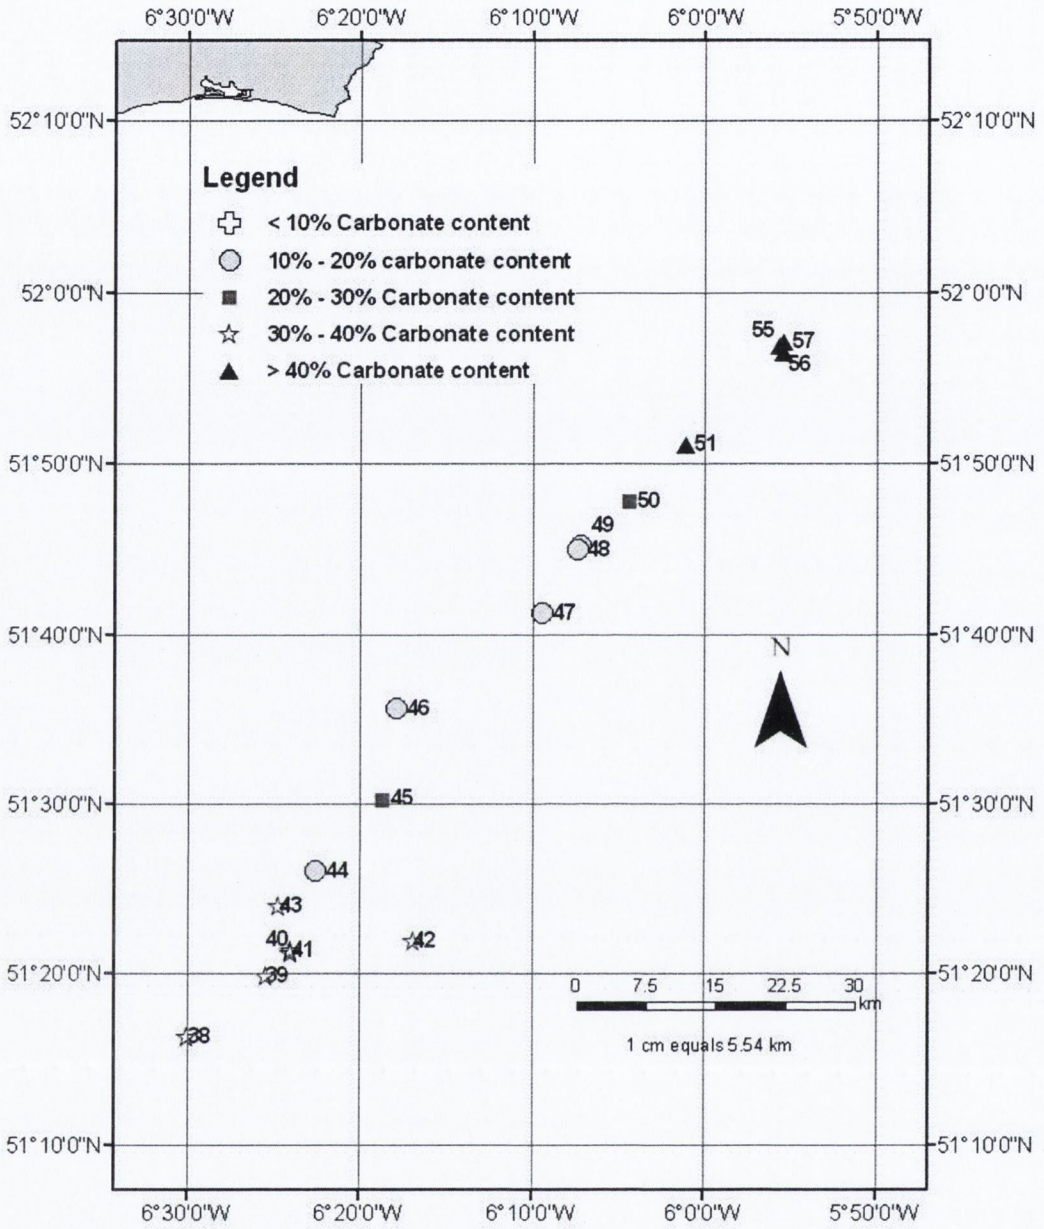 6°30'0"W 6°20'0"W 6°10'0"W 6°0'0"W 5°50'0"W
52°10'0"N 52°10'0"N
Legend
< 10% Carbonate content
10% - 20% carbonate content
52°0'0"N 20% - 30% Carbonate content 52°0'0"N
30% - 40% Carbonate content
55 57
> 40% Carbonate content 56
51
51°50'0"N 51°50'0"N
50
49
48
47
51°40'0"N 51°40'0"N
N
46
51°30'0"N 45 51°30'0"N
44
43
40 41 42
51°20'0"N 39 51°20'0"N
0 7.5 15 22.5 30
km
38 1 cm equals 5.54 km
51°10'0"N 51°10'0"N
6°30'0"W 6°20'0"W 6°10'0"W 6°0'0"W 5°50'0"W